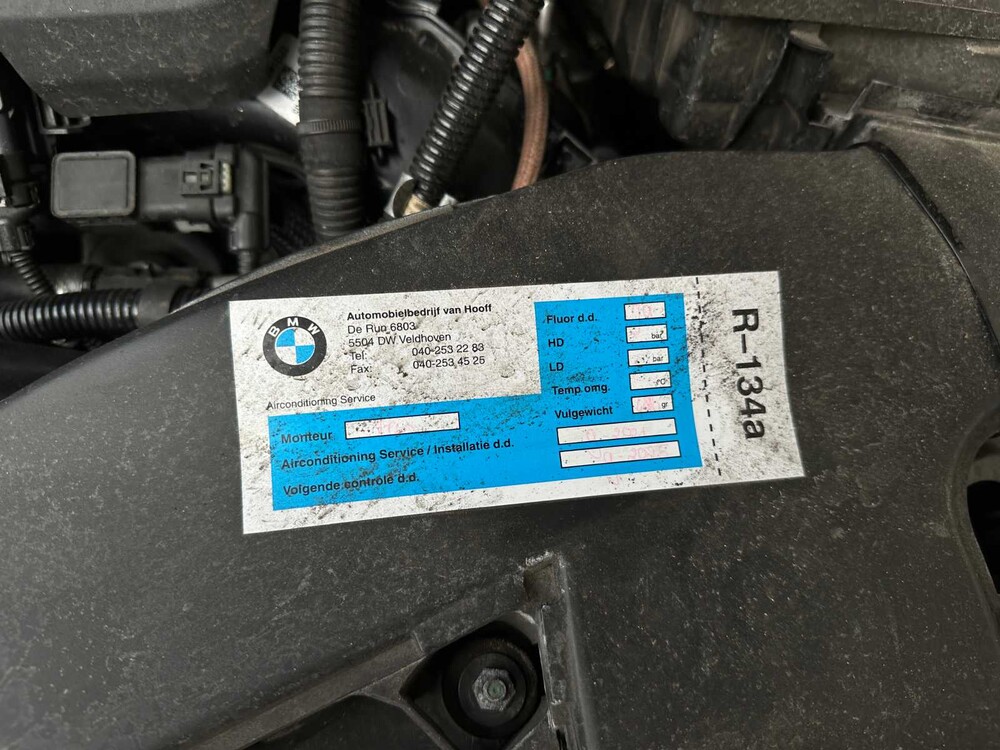 BMW
Automobielbedrijf van Hooff
De Run 6803
5504 DW Veldhoven
Tel: 040-253 22 83
Fax: 040-253 45 25
Airconditioning Service
Monteur
Airconditioning Service / Installatie d.d.
Volgende contrôle d.d.
Fluor d.d.
HD bar
LD bar
Temp.omg.
Vulgewicht gr
R-134a